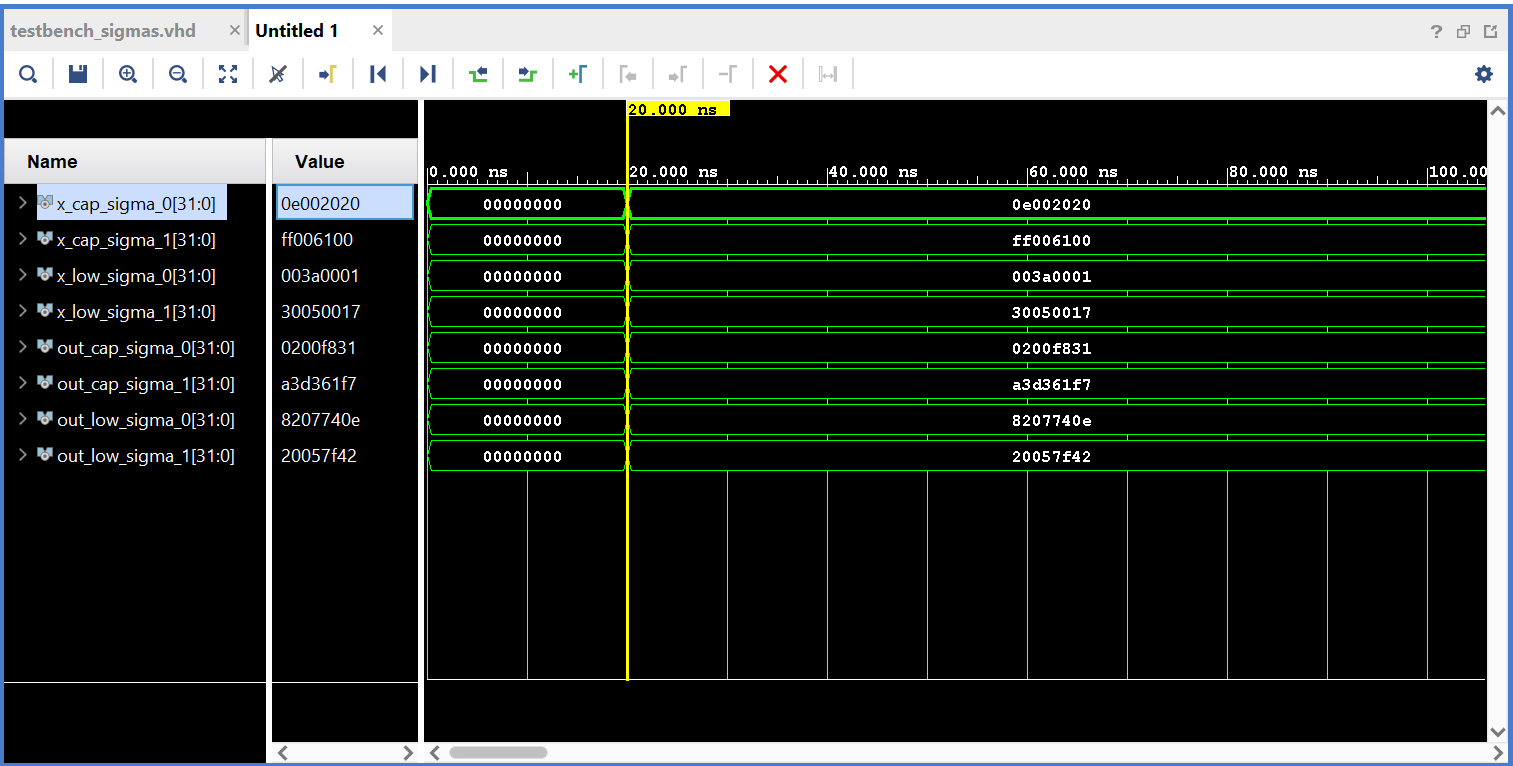 testbench_sigmas.vhd × Untitled 1 ×
20.000 ns
Name Value
0.000 ns 20.000 ns 40.000 ns 60.000 ns 80.000 ns 100.00
x_cap_sigma_0[31:0] 0e002020 00000000 0e002020
x_cap_sigma_1[31:0] ff006100 00000000 ff006100
x_low_sigma_0[31:0] 003a0001 00000000 003a0001
x_low_sigma_1[31:0] 30050017 00000000 30050017
out_cap_sigma_0[31:0] 0200f831 00000000 0200f831
out_cap_sigma_1[31:0] a3d361f7 00000000 a3d361f7
out_low_sigma_0[31:0] 8207740e 00000000 8207740e
out_low_sigma_1[31:0] 20057f42 00000000 20057f42